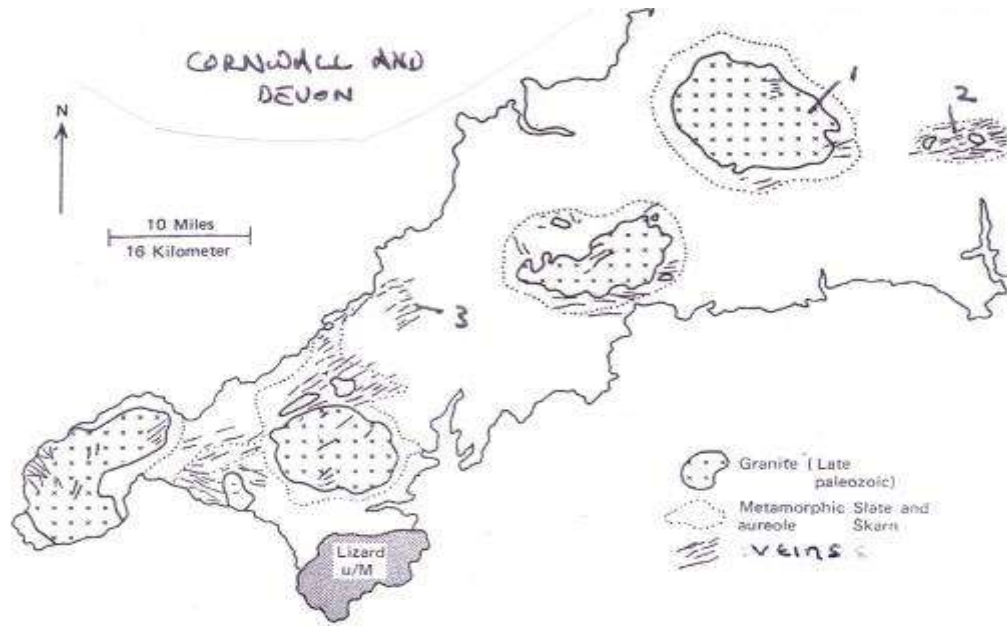 CORNWALL AND
DEVON
N
10 Miles
16 Kilometer
1
2
3
Granite (Late
paleozoic)
Metamorphic Slate and
aureole Skarn
veins
Lizard
u/M